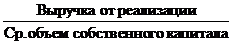 Выручка от реализации
Ср.объем собственного капитала